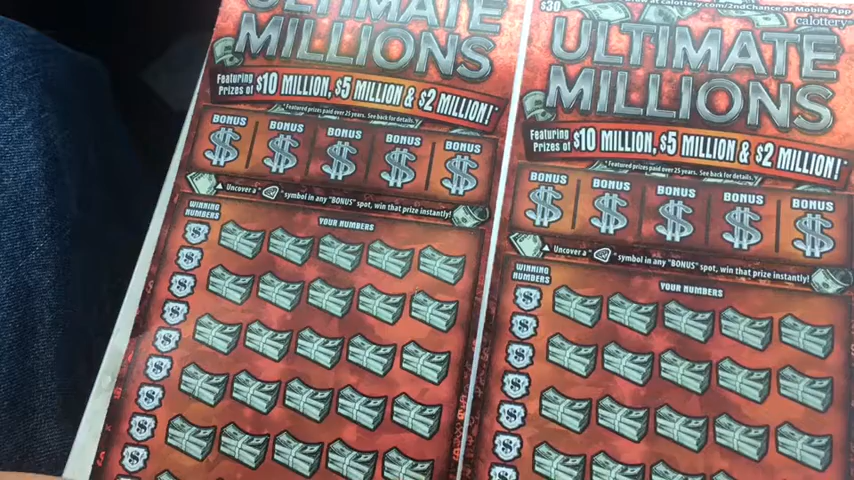 ULTIMATE
MILLIONS
Featuring
Prizes of $10 MILLION, $5 MILLION & $2 MILLION!*
*Featured prizes paid over 25 years. See back for details.
BONUS BONUS BONUS BONUS BONUS
Uncover a symbol in any "BONUS" spot, win that prize instantly!
WINNING
NUMBERS
YOUR NUMBERS
$30
at calottery.com/2ndChance or Mobile App
calottery
ULTIMATE
MILLIONS
Featuring
Prizes of $10 MILLION, $5 MILLION & $2 MILLION!*
*Featured prizes paid over 25 years. See back for details.
BONUS BONUS BONUS BONUS BONUS
Uncover a symbol in any "BONUS" spot, win that prize instantly!
WINNING
NUMBERS
YOUR NUMBERS